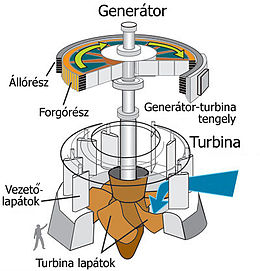 Generátor
Állórész
Forgórész
Generátor-turbina
tengely
Turbina
Vezető-
lapátok
Turbina lapátok